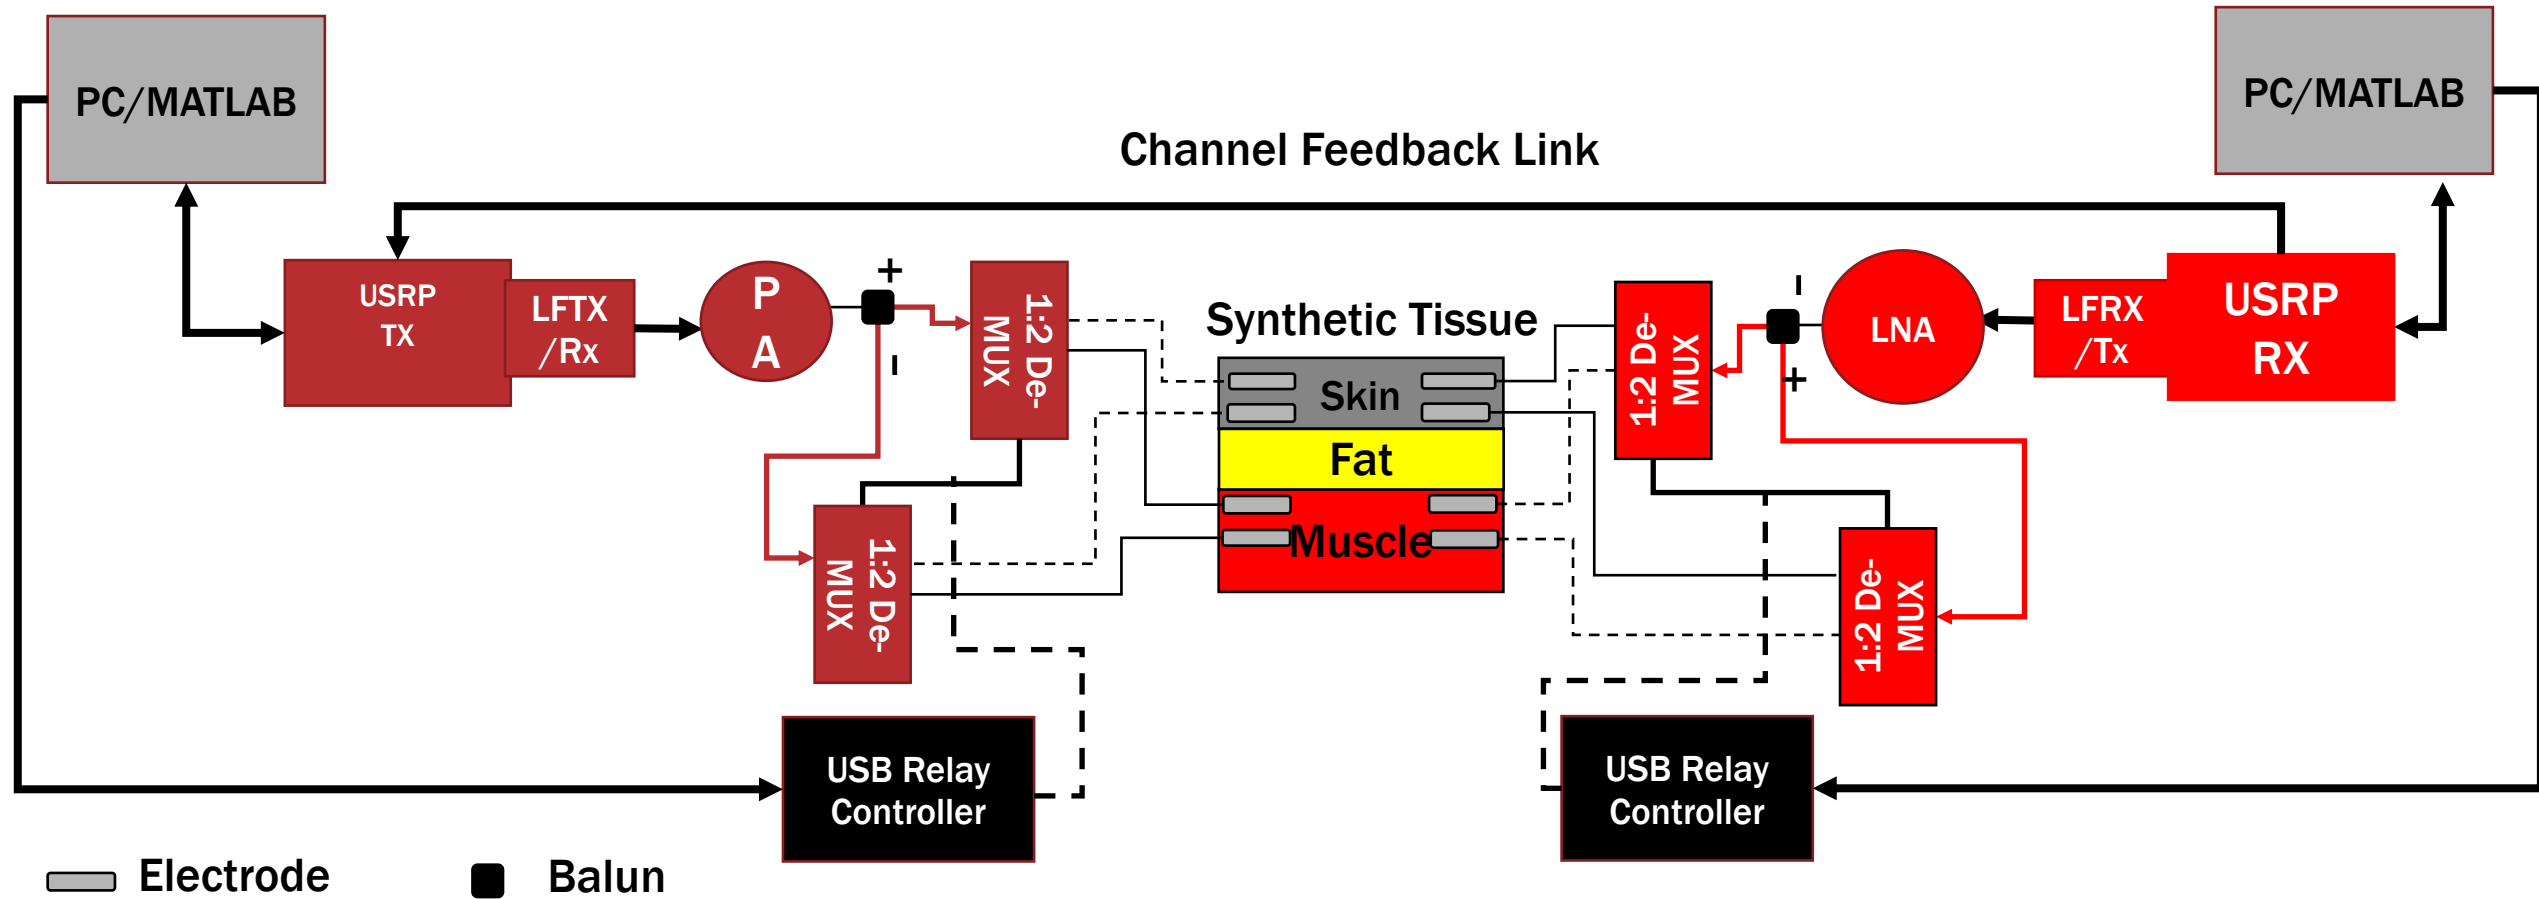 PC/MATLAB
PC/MATLAB
Channel Feedback Link
USRP
TX
LFTX
/Rx
P
A
+
-
1:2 De-
MUX
1:2 De-
MUX
Synthetic Tissue
Skin
Fat
Muscle
1:2 De-
MUX
1:2 De-
MUX
-
+
LNA
LFRX
/Tx
USRP
RX
USB Relay
Controller
USB Relay
Controller
Electrode
Balun